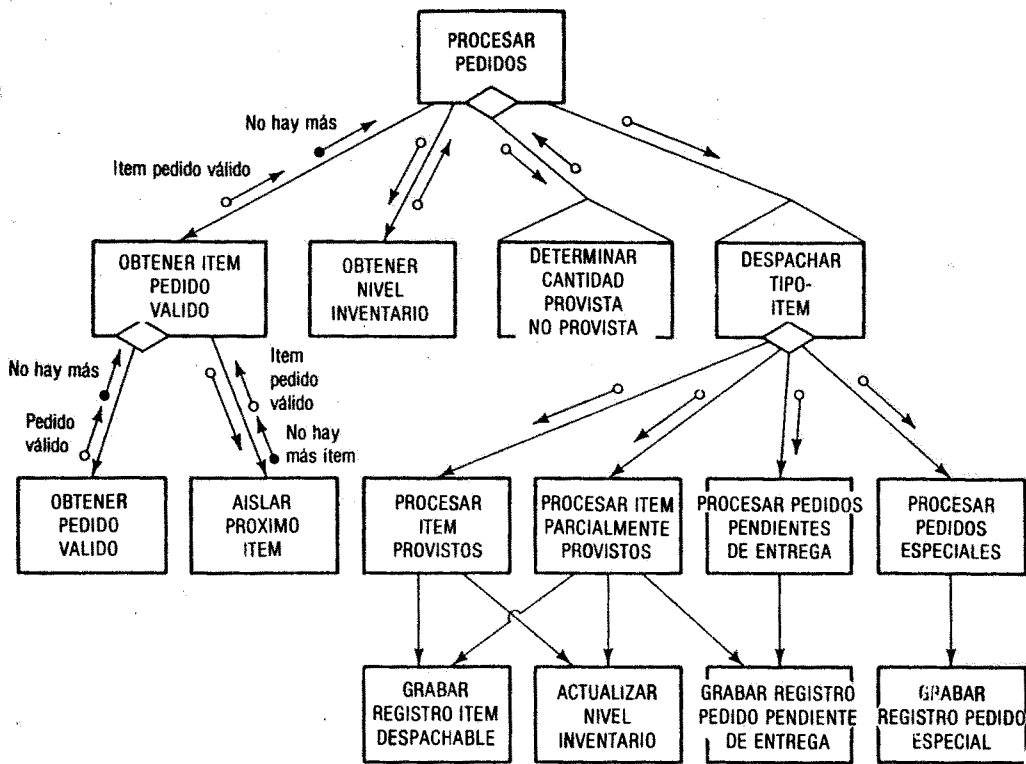 PROCESAR
PEDIDOS
No hay más
Item pedido válido
OBTENER ITEM
PEDIDO
VALIDO
OBTENER
NIVEL
INVENTARIO
DETERMINAR
CANTIDAD
PROVISTA
NO PROVISTA
DESPACHAR
TIPO-
ITEM
No hay más
Pedido
válido
Item
pedido
válido
No hay
más item
OBTENER
PEDIDO
VALIDO
AISLAR
PROXIMO
ITEM
PROCESAR
ITEM
PROVISTOS
PROCESAR ITEM
PARCIALMENTE
PROVISTOS
PROCESAR PEDIDOS
PENDIENTES
DE ENTREGA
PROCESAR
PEDIDOS
ESPECIALES
GRABAR
REGISTRO ITEM
DESPACHABLE
ACTUALIZAR
NIVEL
INVENTARIO
GRABAR REGISTRO
PEDIDO PENDIENTE
DE ENTREGA
GRABAR
REGISTRO PEDIDO
ESPECIAL